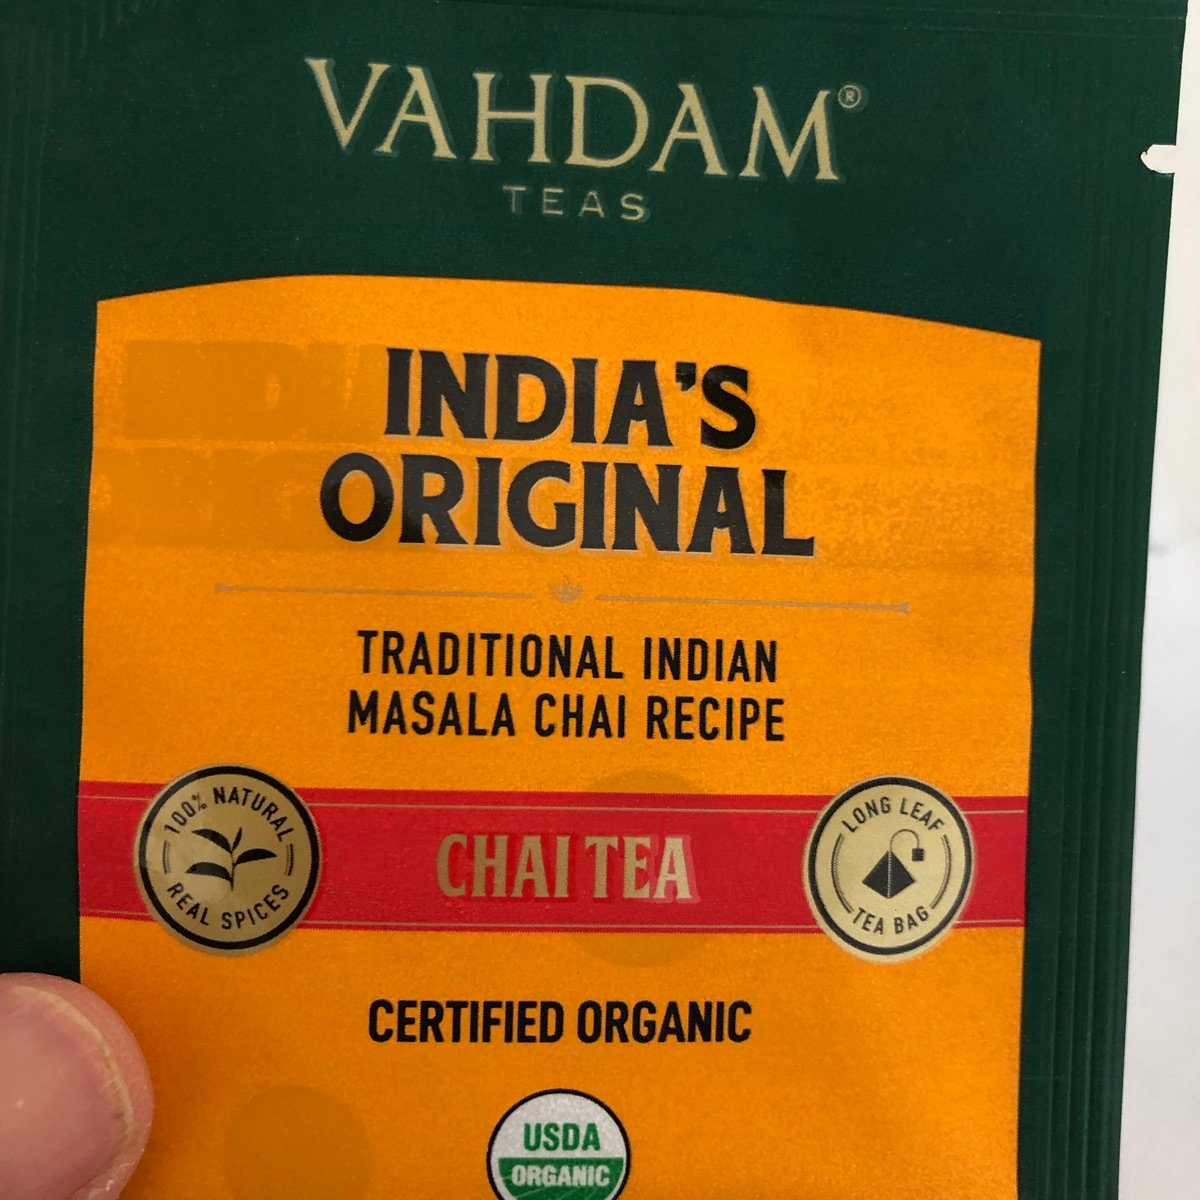 VAHDAM®
TEAS
INDIA'S
ORIGINAL
TRADITIONAL INDIAN
MASALA CHAI RECIPE
100% NATURAL
REAL SPICES
CHAI TEA
LONG LEAF
TEA BAG
CERTIFIED ORGANIC
USDA
ORGANIC